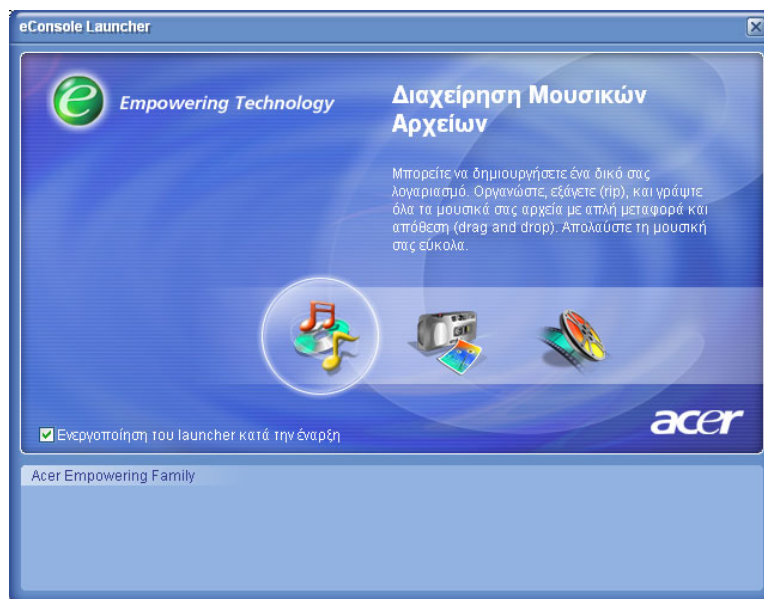 eConsole Launcher
Empowering Technology
Διαχείρηση Μουσικών
Αρχείων
Μπορείτε να δημιουργήσετε ένα δικό σας
λογαριασμό. Οργανώστε, εξάγετε (rip), και γράψτε
όλα τα μουσικά σας αρχεία με απλή μεταφορά και
απόθεση (drag and drop). Απολαύστε τη μουσική
σας εύκολα.
acer
Ενεργοποίηση του launcher κατά την έναρξη
Acer Empowering Family